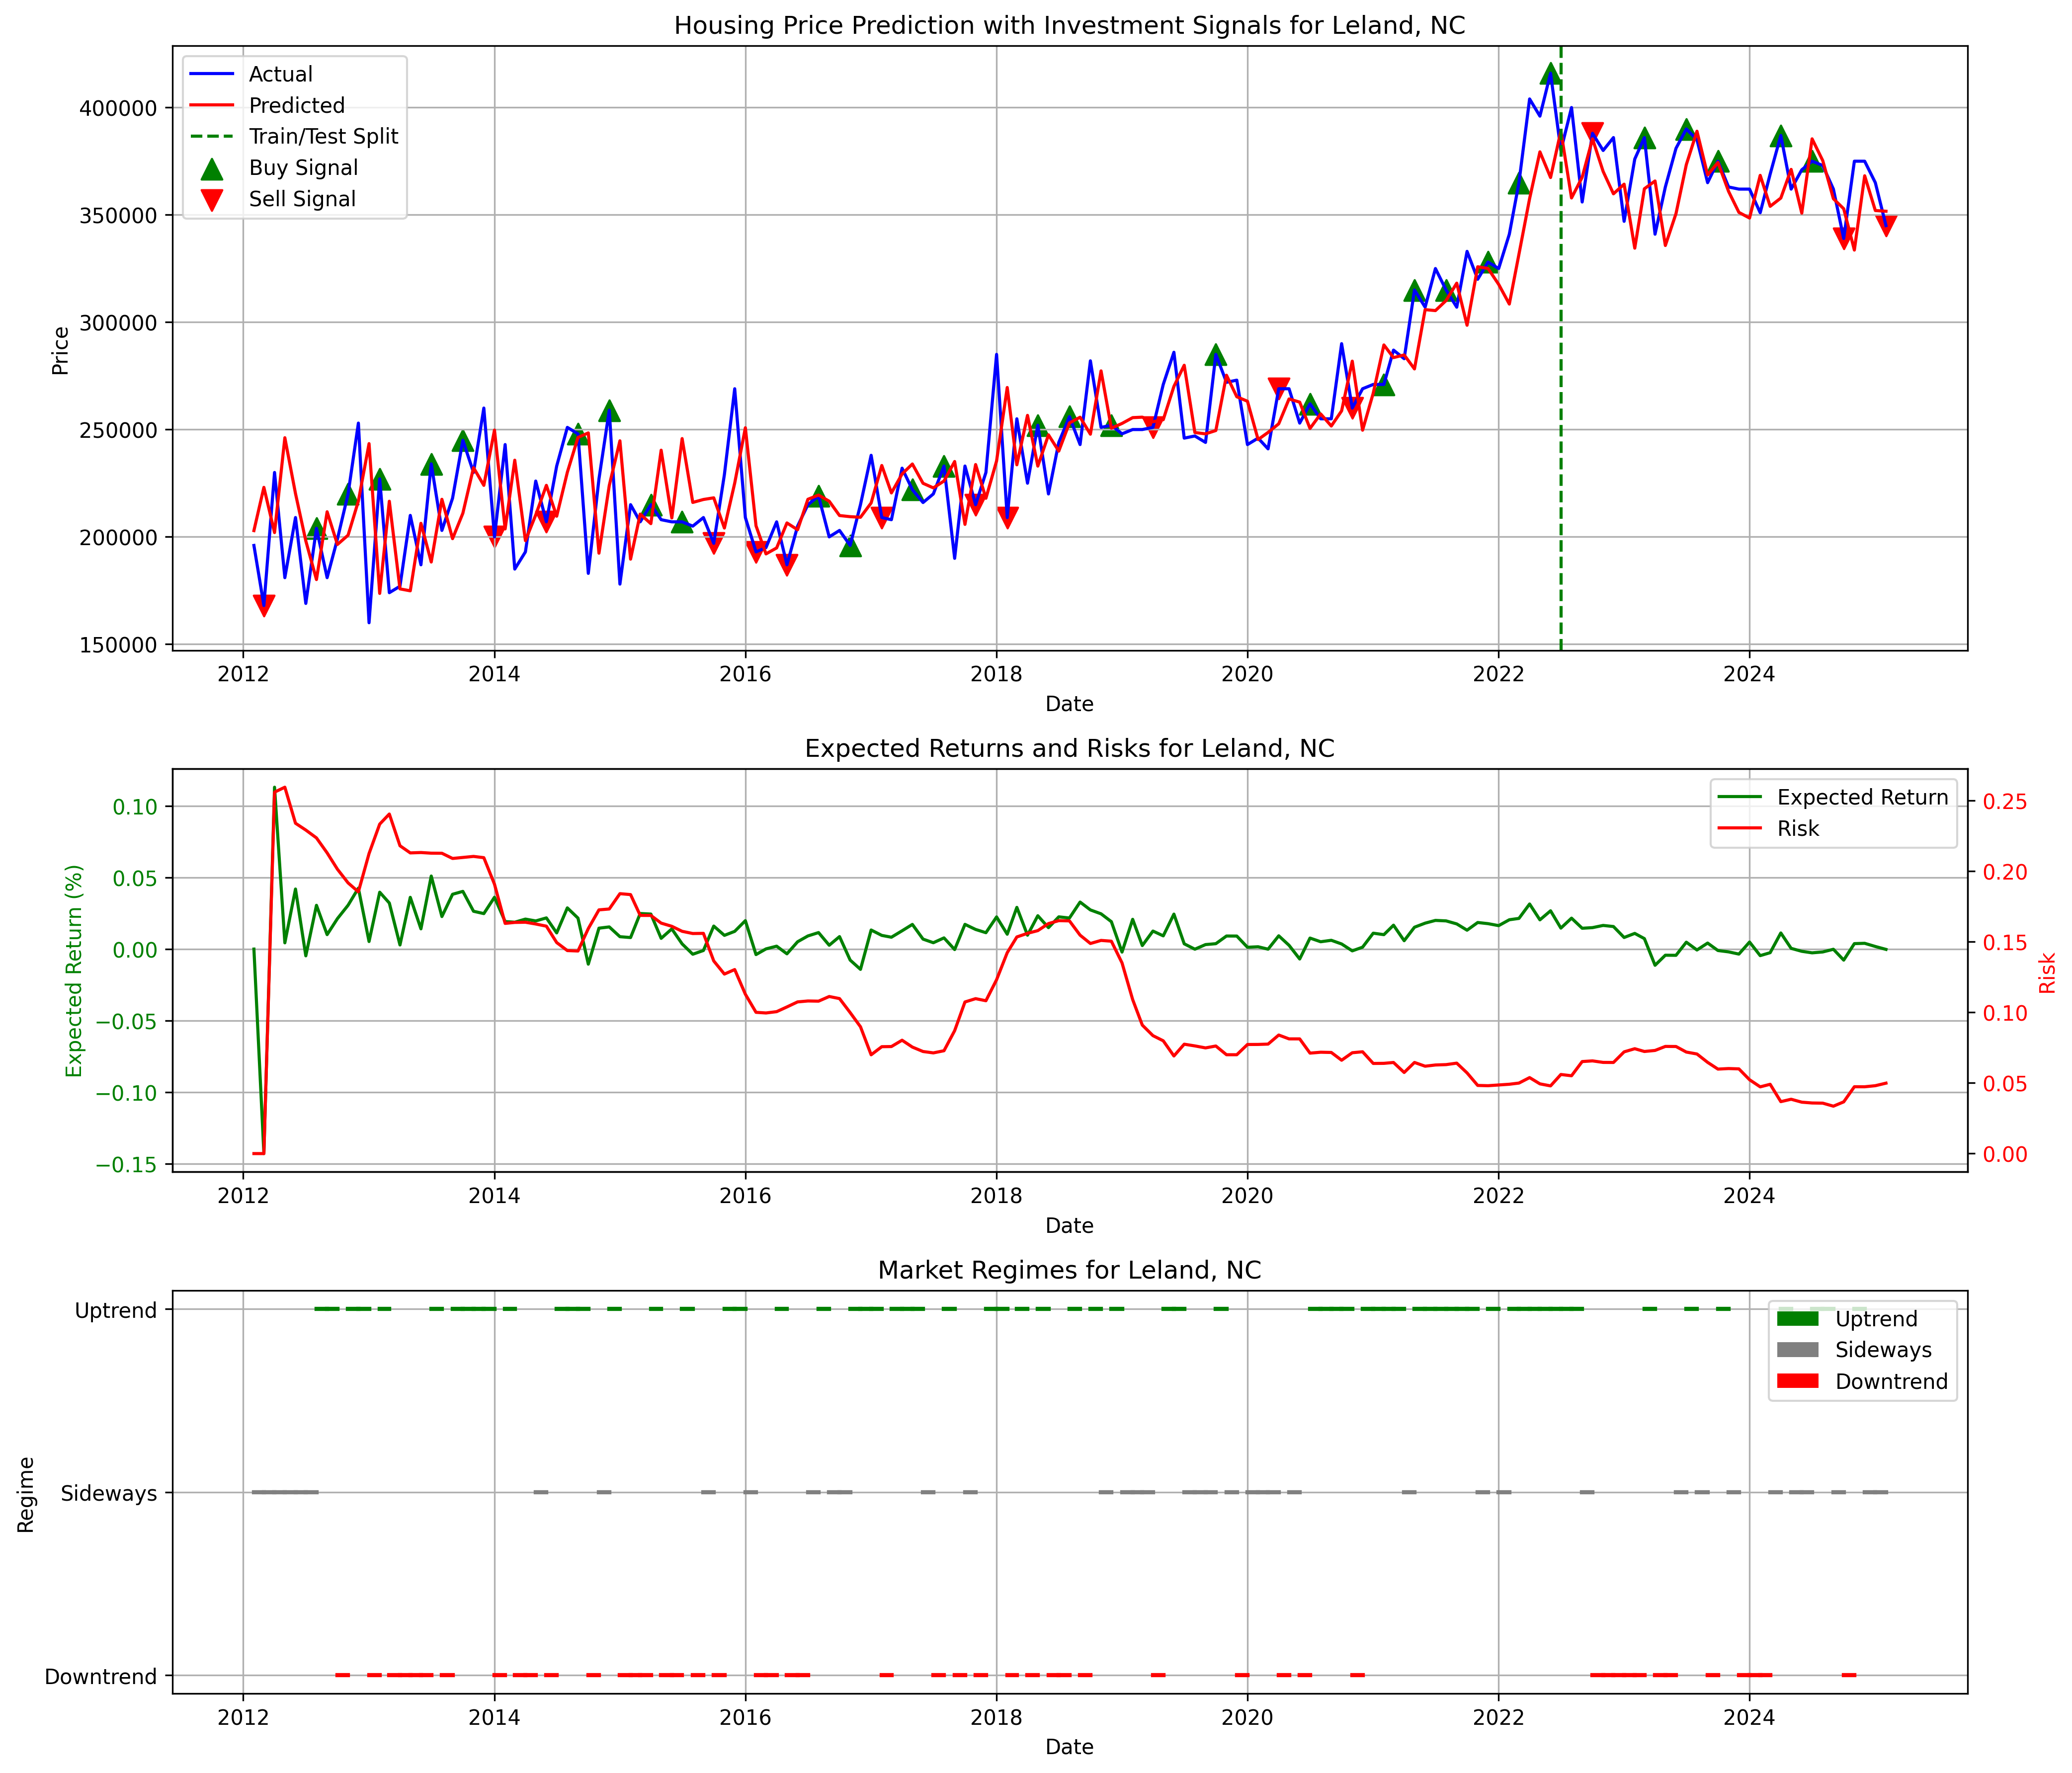 Housing Price Prediction with Investment Signals for Leland, NC
Actual
Predicted
Train/Test Split
Buy Signal
Sell Signal
400000
350000
300000
250000
200000
150000
Price
2012 2014 2016 2018 2020 2022 2024
Date
Expected Returns and Risks for Leland, NC
Expected Return
Risk
0.10
0.05
0.00
−0.05
−0.10
−0.15
Expected Return (%)
0.25
0.20
0.15
0.10
0.05
0.00
Risk
2012 2014 2016 2018 2020 2022 2024
Date
Market Regimes for Leland, NC
Uptrend
Sideways
Downtrend
Uptrend
Sideways
Downtrend
Regime
2012 2014 2016 2018 2020 2022 2024
Date